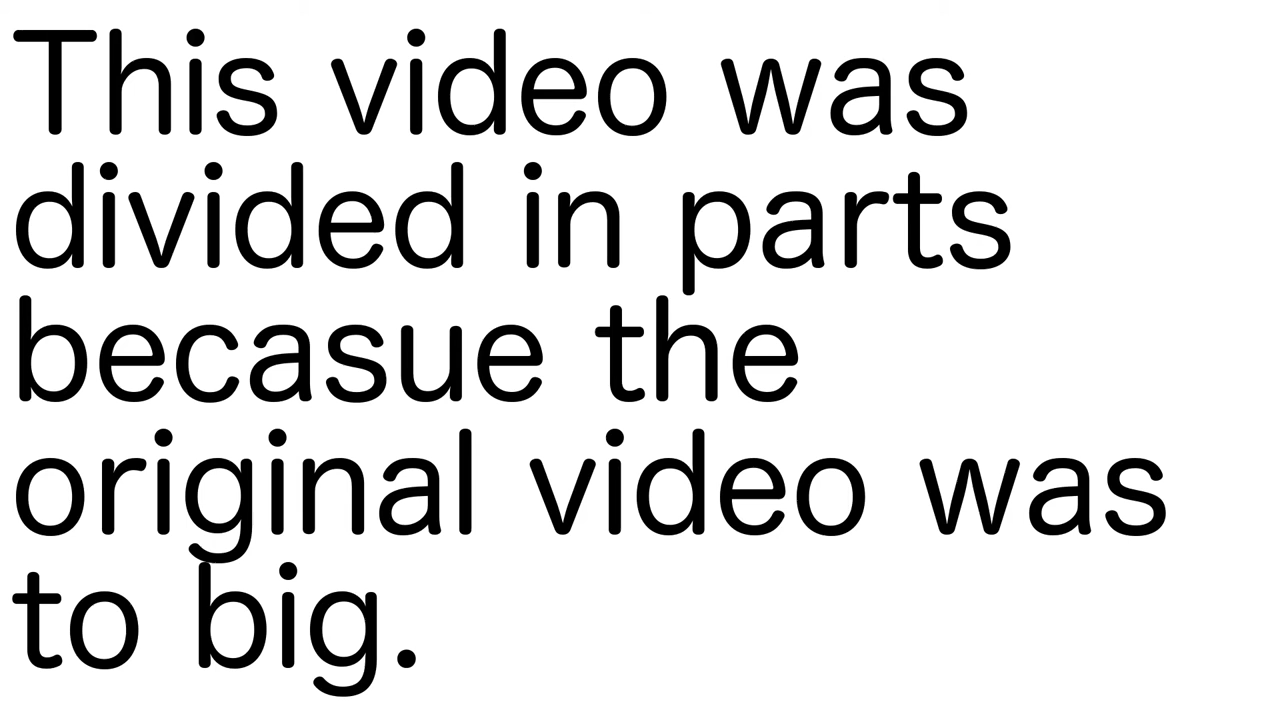 This video was
divided in parts
becasue the
original video was
to big.